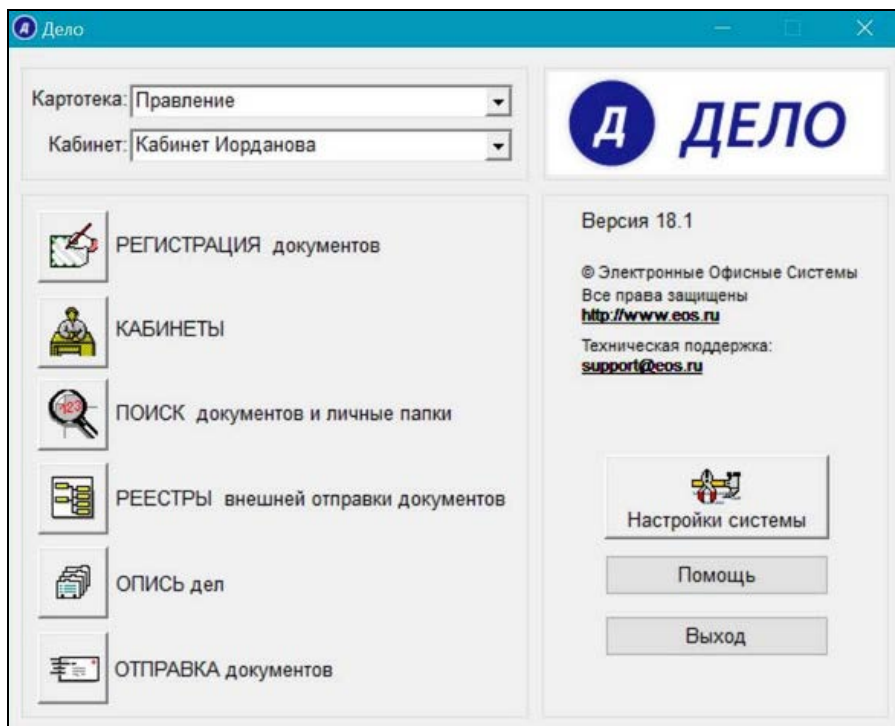 Дело
Картотека: Правление
Кабинет: Кабинет Иорданова
Д ДЕЛО
РЕГИСТРАЦИЯ документов
КАБИНЕТЫ
123
ПОИСК документов и личные папки
РЕЕСТРЫ внешней отправки документов
ОПИСЬ дел
ОТПРАВКА документов
Версия 18.1
© Электронные Офисные Системы
Все права защищены
http://www.eos.ru
Техническая поддержка:
support@eos.ru
Настройки системы
Помощь
Выход